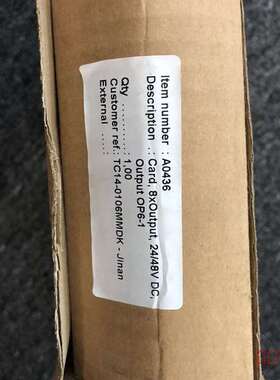 Item number : A0436
Description .: Card, 8xOutput, 24/48V DC,
Output OP6-1
Qty ............: 1,00
Customer ref.: TC14-0106MMDK - Jinan
External .....: